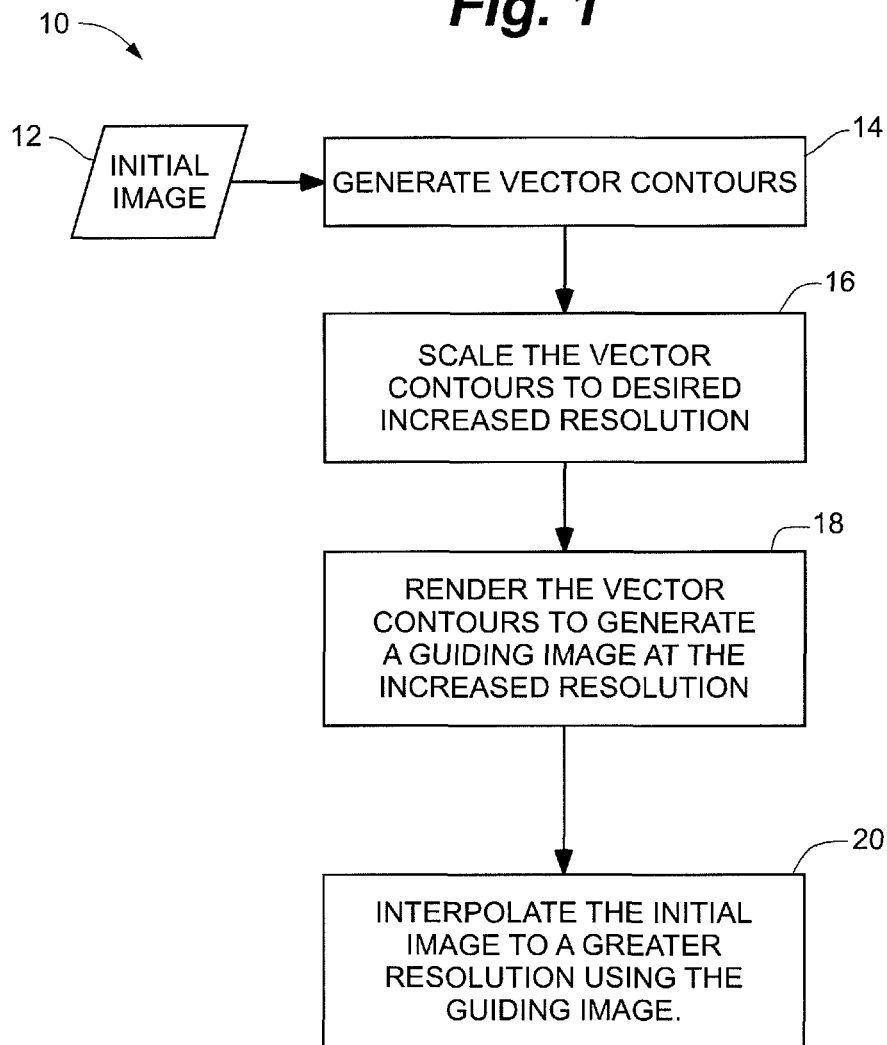 Fig. 1
10
12
INITIAL
IMAGE
14
GENERATE VECTOR CONTOURS
16
SCALE THE VECTOR
CONTOURS TO DESIRED
INCREASED RESOLUTION
18
RENDER THE VECTOR
CONTOURS TO GENERATE
A GUIDING IMAGE AT THE
INCREASED RESOLUTION
20
INTERPOLATE THE INITIAL
IMAGE TO A GREATER
RESOLUTION USING THE
GUIDING IMAGE.